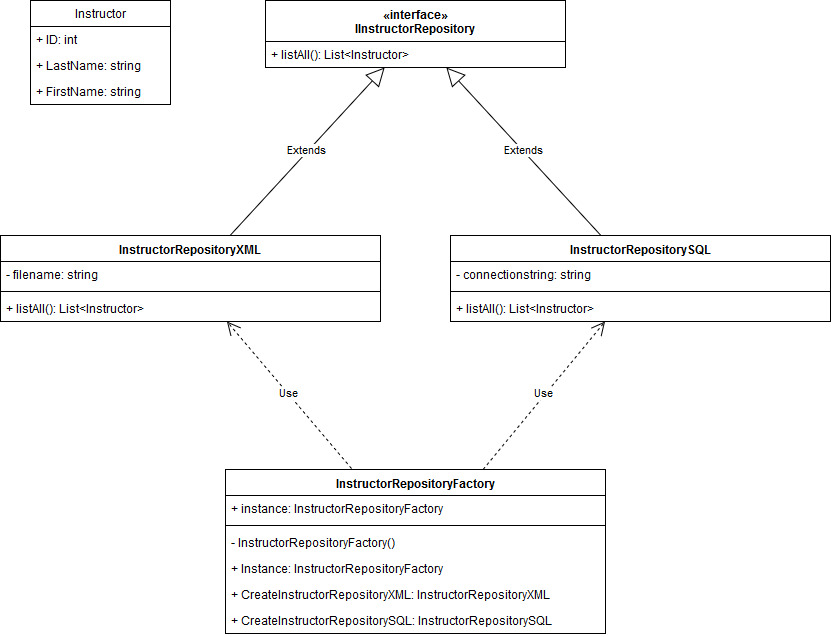 Instructor
+ ID: int
+ LastName: string
+ FirstName: string
«interface»
IInstructorRepository
+ listAll(): List<Instructor>
Extends
Extends
InstructorRepositoryXML
- filename: string
+ listAll(): List<Instructor>
InstructorRepositorySQL
- connectionstring: string
+ listAll(): List<Instructor>
Use
Use
InstructorRepositoryFactory
+ instance: InstructorRepositoryFactory
- InstructorRepositoryFactory()
+ Instance: InstructorRepositoryFactory
+ CreateInstructorRepositoryXML: InstructorRepositoryXML
+ CreateInstructorRepositorySQL: InstructorRepositorySQL